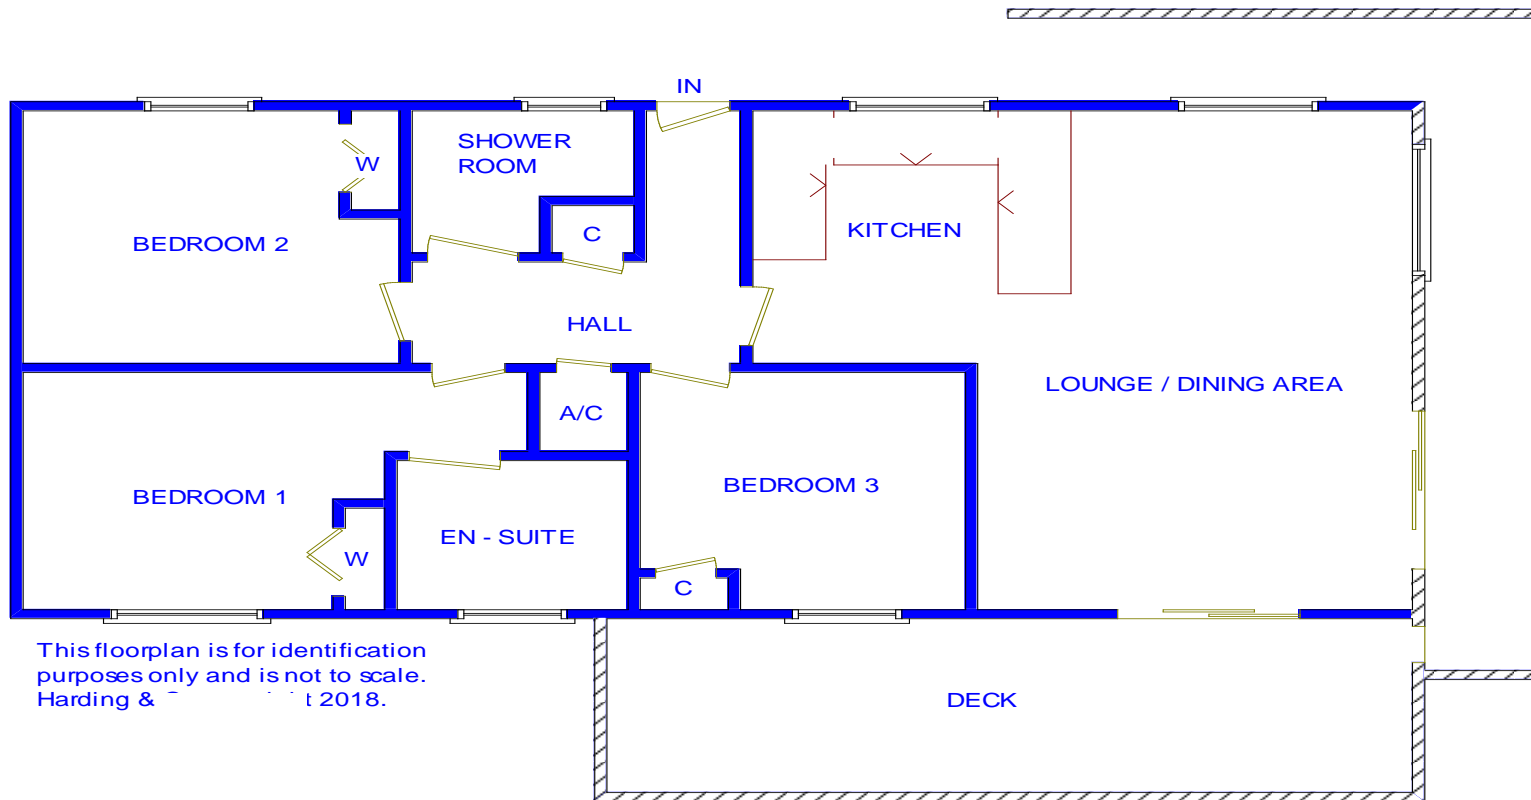 IN
SHOWER
ROOM
W
C
BEDROOM 2
KITCHEN
HALL
LOUNGE / DINING AREA
A/C
BEDROOM 1
BEDROOM 3
EN - SUITE
W
C
This floorplan is for identification
purposes only and is not to scale.
Harding & 2018.
DECK